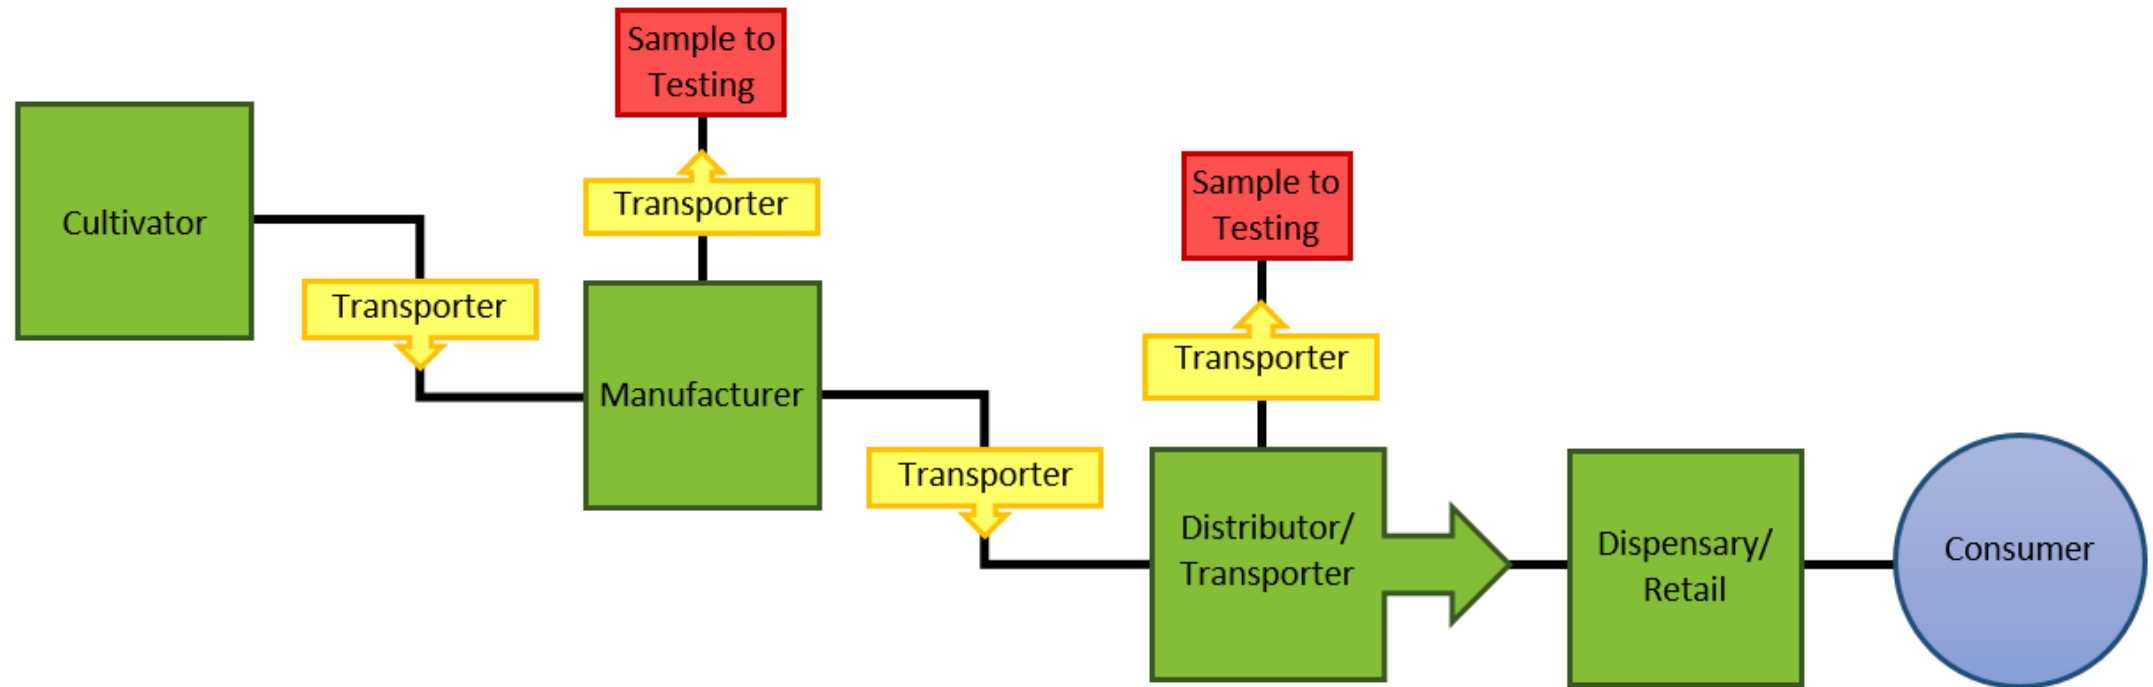 Cultivator
Transporter
Sample to
Testing
Transporter
Manufacturer
Transporter
Sample to
Testing
Transporter
Distributor/
Transporter
Dispensary/
Retail
Consumer